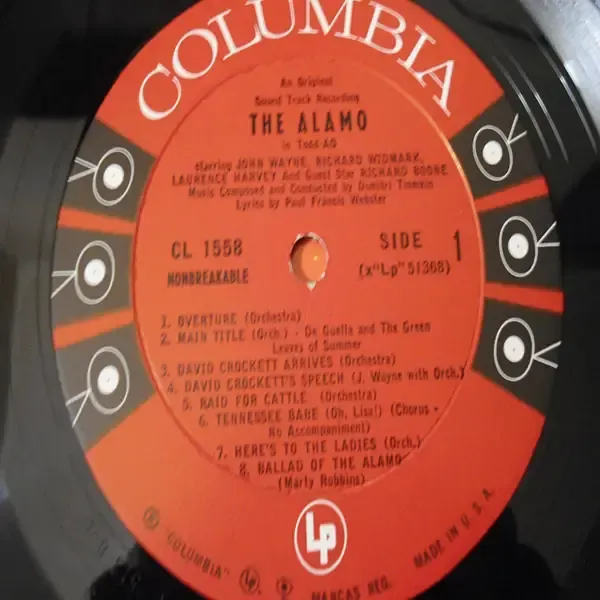 COLUMBIA
An Original
Sound Track Recording
THE ALAMO
in Todd-AO
starring JOHN WAYNE, RICHARD WIDMARK,
LAURENCE HARVEY And Guest Star RICHARD BOONE
Music Composed and Conducted by Dimitri Tiomkin
Lyrics by Paul Francis Webster
CL 1558
SIDE 1
NONBREAKABLE
(x"Lp"51368)
1. OVERTURE (Orchestra)
2. MAIN TITLE (Orch.) - De Guella and The Green
Leaves of Summer
3. DAVID CROCKETT ARRIVES (Orchestra)
4. DAVID CROCKETT'S SPEECH (J. Wayne with Orch.)
5. RAID FOR CATTLE (Orchestra)
6. TENNESSEE BABE (Oh, Lisa!) (Chorus -
No Accompaniment)
7. HERE'S TO THE LADIES (Orch.)
8. BALLAD OF THE ALAMO
(Marty Robbins)
Lp
"COLUMBIA" MARCAS REG. MADE IN U.S.A.